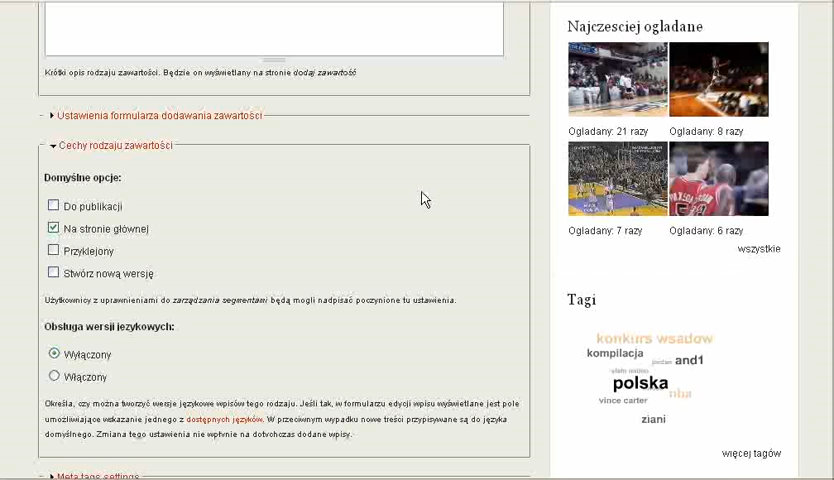 Krótki opis rodzaju zawartości. Będzie on wyświetlany na stronie dodaj zawartość
Ustawienia formularza dodawania zawartości
Cechy rodzaju zawartości
Domyślne opcje:
Do publikacji
Na stronie głównej
Przyklejony
Stwórz nową wersję
Użytkownicy z uprawnieniami do zarządzania segmentami będą mogli nadpisać poczynione tu ustawienia.
Obsługa wersji językowych:
Wyłączony
Włączony
Określa, czy można tworzyć wersje językowe wpisów tego rodzaju. Jeśli tak, w formularzu edycji wpisu wyświetlane jest pole
umożliwiające wskazanie jednego z dostępnych języków. W przeciwnym wypadku nowe treści przypisywane są do języka
domyślnego. Zmiana tego ustawienia nie wpłynie na dotychczas dodane wpisy.
Meta tags settings
Najczesciej ogladane
Ogladany: 21 razy Ogladany: 8 razy
Ogladany: 7 razy Ogladany: 6 razy
wszystkie
Tagi
konkurs wsadow
kompilacja jordan and1
polska nba
vince carter
ziani
więcej tagów